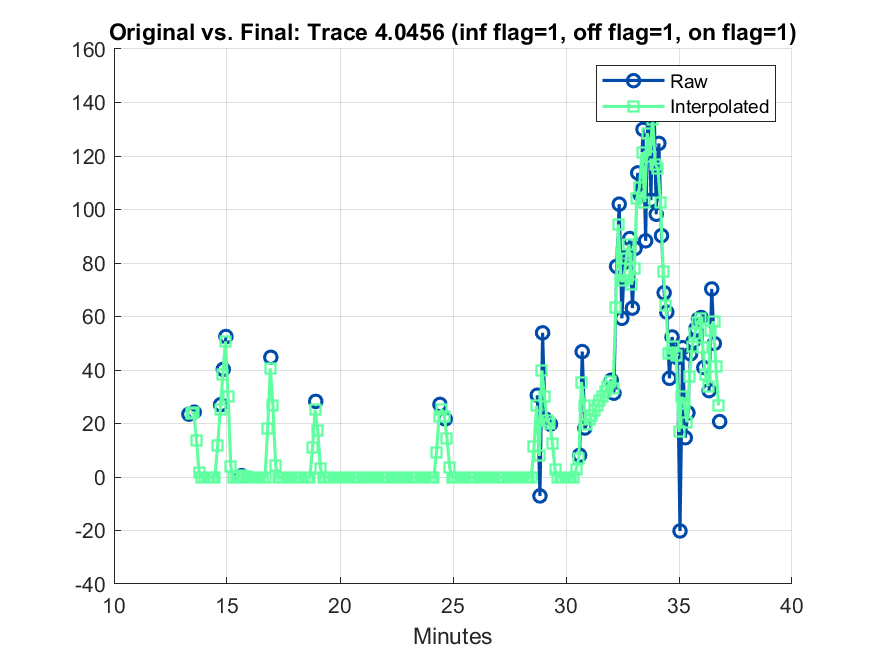 Original vs. Final: Trace 4.0456 (inf flag=1, off flag=1, on flag=1)
160
140
120
100
80
60
40
20
0
-20
-40
Raw
Interpolated
10 15 20 25 30 35 40
Minutes